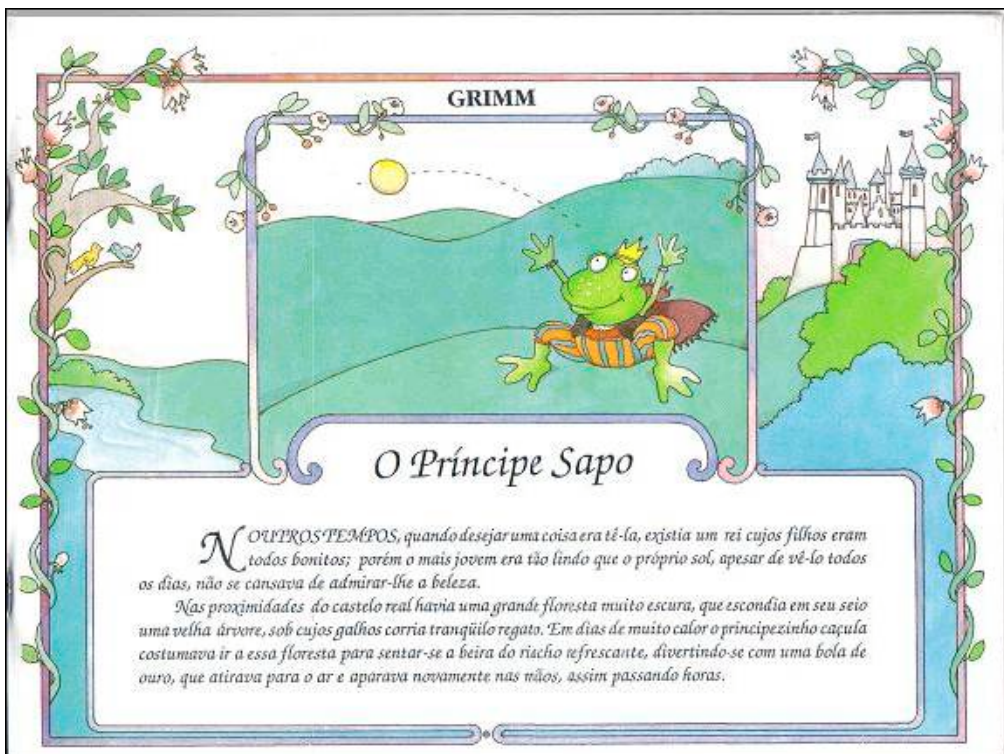 GRIMM
O Príncipe Sapo
NOUTROS TEMPOS, quando desejar uma coisa era tê-la, existia um rei cujos filhos eram
todos bonitos; porém o mais jovem era tão lindo que o próprio sol, apesar de vê-lo todos
os dias, não se cansava de admirar-lhe a beleza.
Nas proximidades do castelo real havia uma grande floresta muito escura, que escondia em seu seio
uma velha árvore, sob cujos galhos corria tranqüilo regato. Em dias de muito calor o principezinho caçula
costumava ir a essa floresta para sentar-se a beira do riacho refrescante, divertindo-se com uma bola de
ouro, que atirava para o ar e aparava novamente nas mãos, assim passando horas.